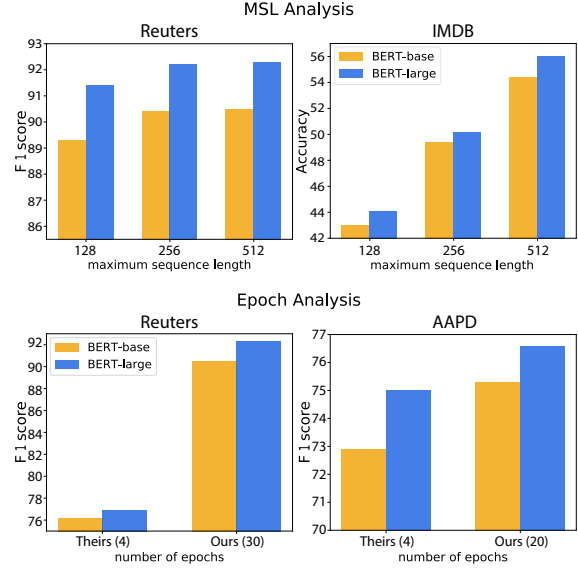 MSL Analysis
Reuters
F1 score
93
92
91
90
89
88
87
86
128
256
512
maximum sequence length
IMDB
BERT-base
BERT-large
Accuracy
56
54
52
50
48
46
44
42
128
256
512
maximum sequence length
Epoch Analysis
Reuters
BERT-base
BERT-large
F1 score
92
90
88
86
84
82
80
78
76
Theirs (4)
Ours (30)
number of epochs
AAPD
F1 score
77
76
75
74
73
72
71
70
Theirs (4)
Ours (20)
number of epochs